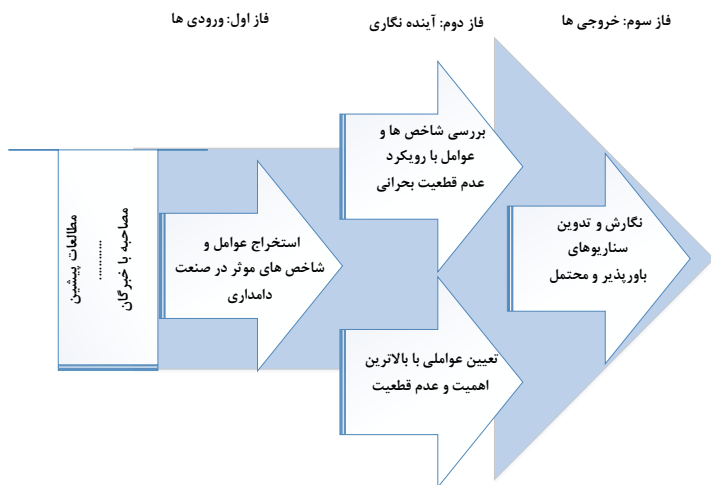 فاز اول: ورودی ها
فاز دوم: آینده نگاری
فاز سوم: خروجی ها
مطالعات پیشین
............
مصاحبه با خبرگان
استخراج عوامل و
شاخص های موثر در صنعت
دامداری
بررسی شاخص ها و
عوامل با رویکرد
عدم قطعیت بحرانی
تعیین عواملی با بالاترین
اهمیت و عدم قطعیت
نگارش و تدوین
سناریوهای
باورپذیر و محتمل